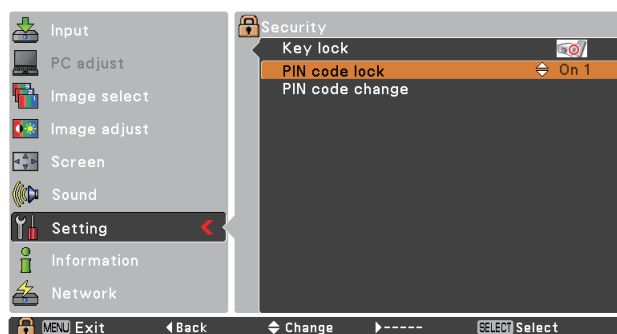 Input
PC adjust
Image select
Image adjust
Screen
Sound
Setting
Information
Network
Security
Key lock
PIN code lock On 1
PIN code change
MENU Exit Back Change ----- SELECT Select